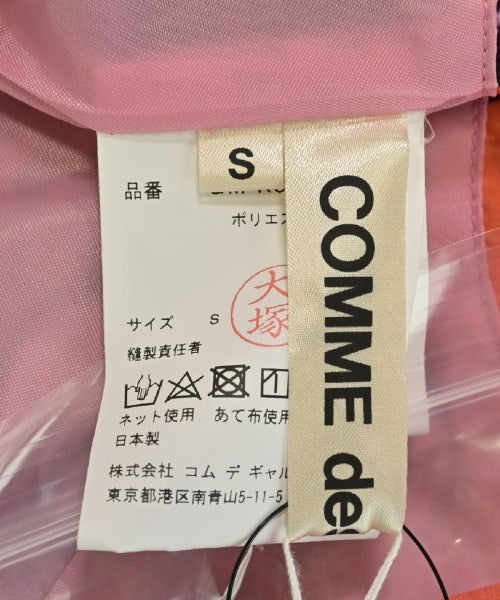 S
COMME des
品番
ポリエス
大塚
サイズ S
縫製責任者
ネット使用 あて布使用
日本製
株式会社 コム デ ギャル
東京都港区南青山5-11-5